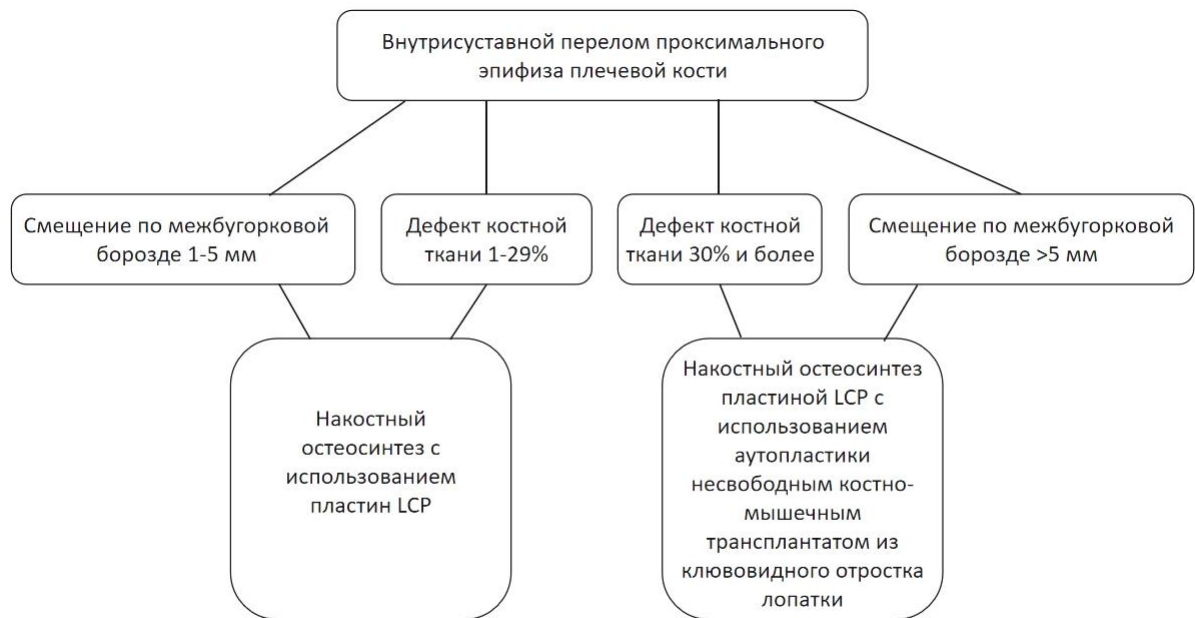 Внутрисуставной перелом проксимального
эпифиза плечевой кости
Смещение по межбугорковой
борозде 1-5 мм
Дефект костной
ткани 1-29%
Дефект костной
ткани 30% и более
Смещение по межбугорковой
борозде >5 мм
Накостный
остеосинтез с
использованием
пластин LCP
Накостный остеосинтез
пластиной LCP с
использованием
аутопластики
несвободным костно-
мышечным
трансплантатом из
клювовидного отростка
лопатки